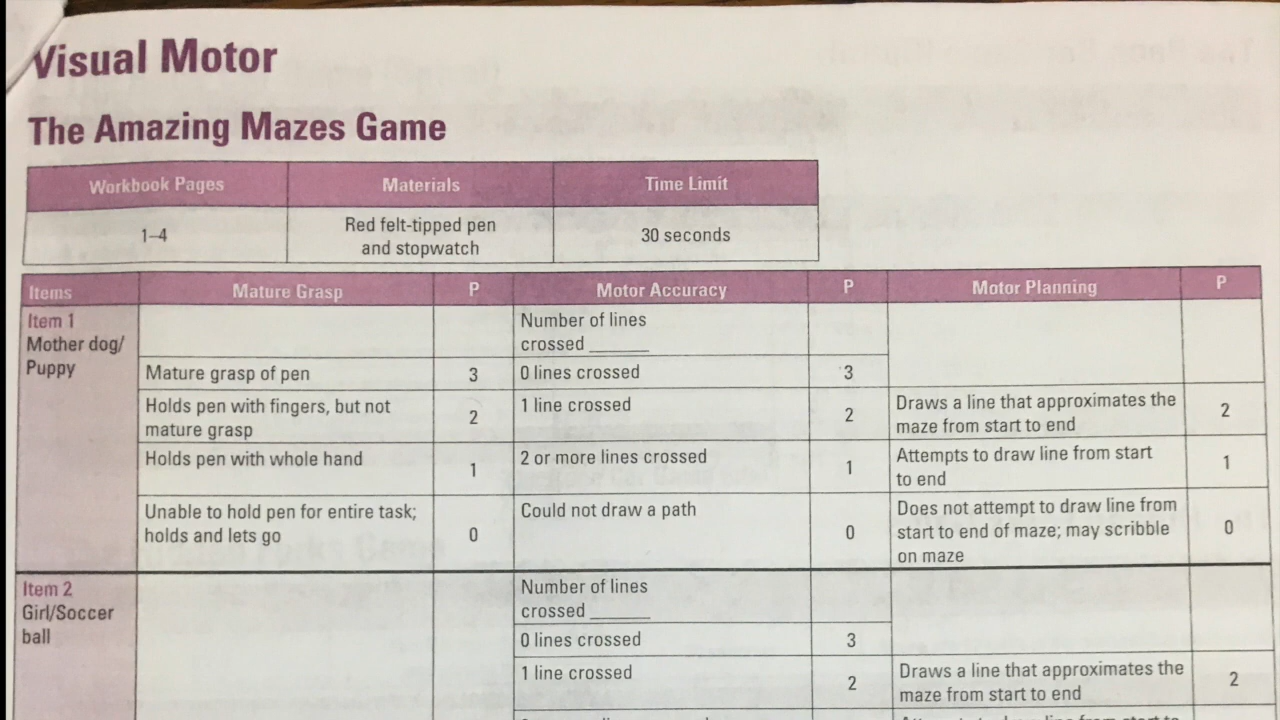 Visual Motor
The Amazing Mazes Game
Workbook Pages Materials Time Limit
1–4 Red felt-tipped pen 30 seconds
and stopwatch
Items Mature Grasp P Motor Accuracy P Motor Planning P
Item 1 Number of lines
Mother dog/ crossed ______
Puppy
Mature grasp of pen 3 0 lines crossed 3
Holds pen with fingers, but not 2 1 line crossed 2 Draws a line that approximates the 2
mature grasp maze from start to end
Holds pen with whole hand 1 2 or more lines crossed 1 Attempts to draw line from start 1
to end
Unable to hold pen for entire task; Could not draw a path Does not attempt to draw line from
holds and lets go 0 0 start to end of maze; may scribble 0
on maze
Item 2 Number of lines
Girl/Soccer crossed ______
ball
0 lines crossed 3
1 line crossed 2 Draws a line that approximates the 2
maze from start to end